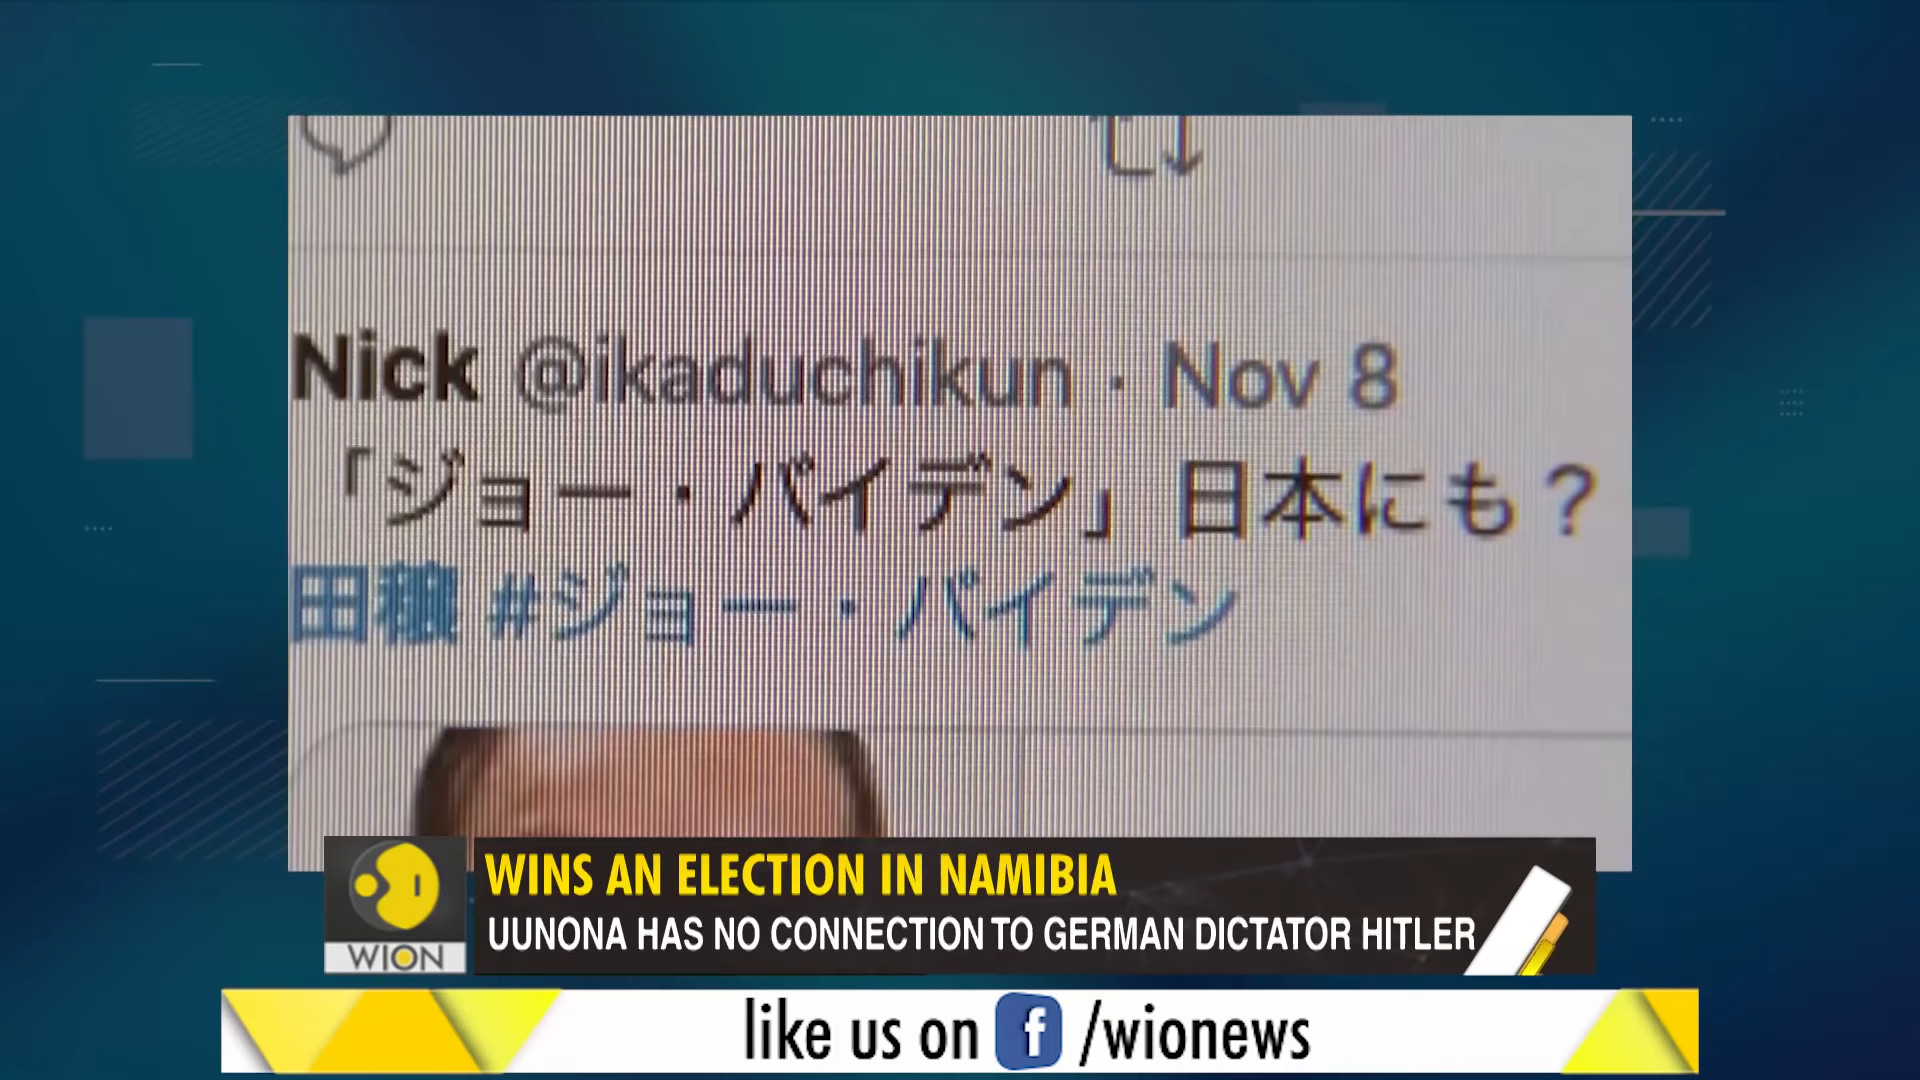 Nick @ikaduchikun · Nov 8
「ジョー・バイデン」日本にも？
田穣 #ジョー・バイデン
WINS AN ELECTION IN NAMIBIA
UUNONA HAS NO CONNECTION TO GERMAN DICTATOR HITLER
WION
like us on f /wionews